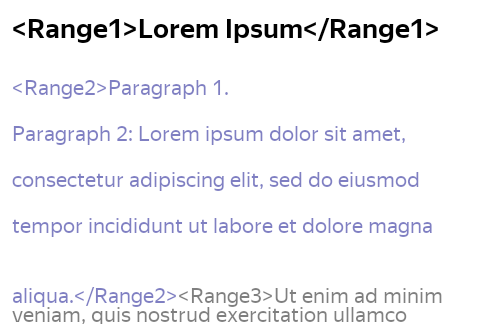 <Range1>Lorem Ipsum</Range1>
<Range2>Paragraph 1.
Paragraph 2: Lorem ipsum dolor sit amet,
consectetur adipiscing elit, sed do eiusmod
tempor incididunt ut labore et dolore magna
aliqua.</Range2><Range3>Ut enim ad minim
veniam, quis nostrud exercitation ullamco